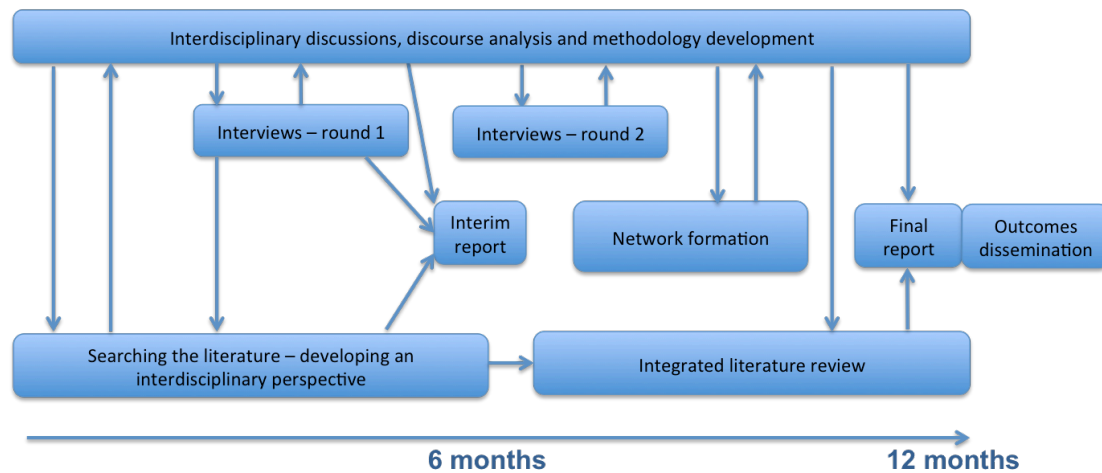 Interdisciplinary discussions, discourse analysis and methodology development
Interviews – round 1
Interviews – round 2
Interim
report
Network formation
Final
report
Outcomes
dissemination
Searching the literature – developing an
interdisciplinary perspective
Integrated literature review
6 months
12 months